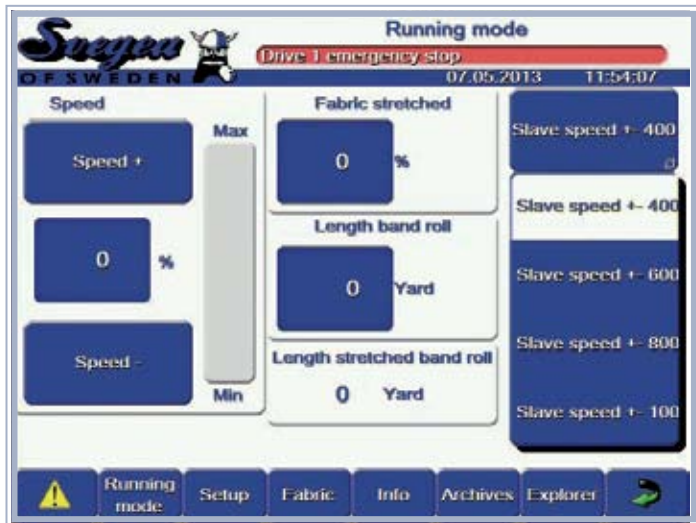 Svegea
OF SWEDEN
Running mode
Drive 1 emergency stop
07.05.2013 11:54:07
Speed
Speed +
0 %
Speed -
Max
Min
Fabric stretched
0 %
Length band roll
0 Yard
Length stretched band roll
0 Yard
Slave speed +- 400
Slave speed +- 400
Slave speed +- 600
Slave speed +- 800
Slave speed +- 100
Running
mode
Setup
Fabric
Info
Archives
Explorer